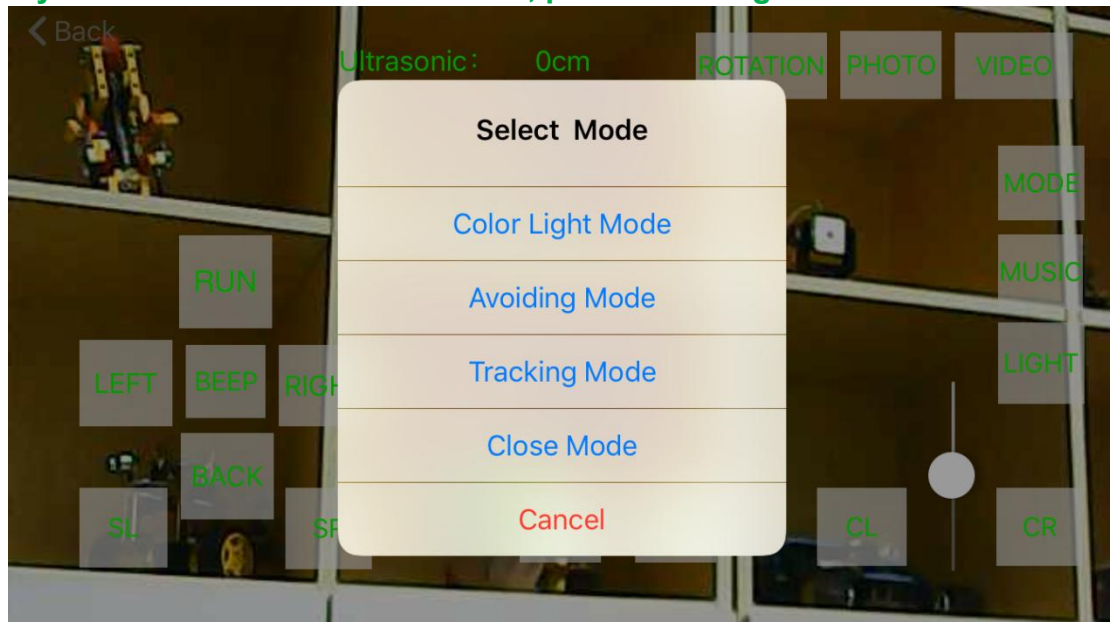 Back
Ultrasonic: 0cm
ROTATION PHOTO VIDEO
Select Mode
MODE
Color Light Mode
RUN
MUSIC
Avoiding Mode
LEFT BEEP
Tracking Mode
LIGHT
Close Mode
BACK
SL
Cancel
CL CR